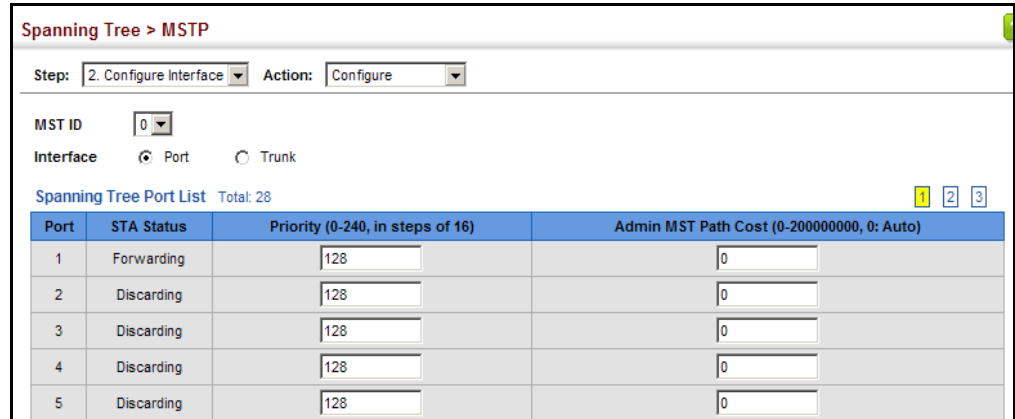 Spanning Tree > MSTP
Step: 2. Configure Interface Action: Configure
MST ID 0
Interface Port Trunk
Spanning Tree Port List Total: 28 1 2 3
Port STA Status Priority (0-240, in steps of 16) Admin MST Path Cost (0-200000000, 0: Auto)
1 Forwarding 128 0
2 Discarding 128 0
3 Discarding 128 0
4 Discarding 128 0
5 Discarding 128 0